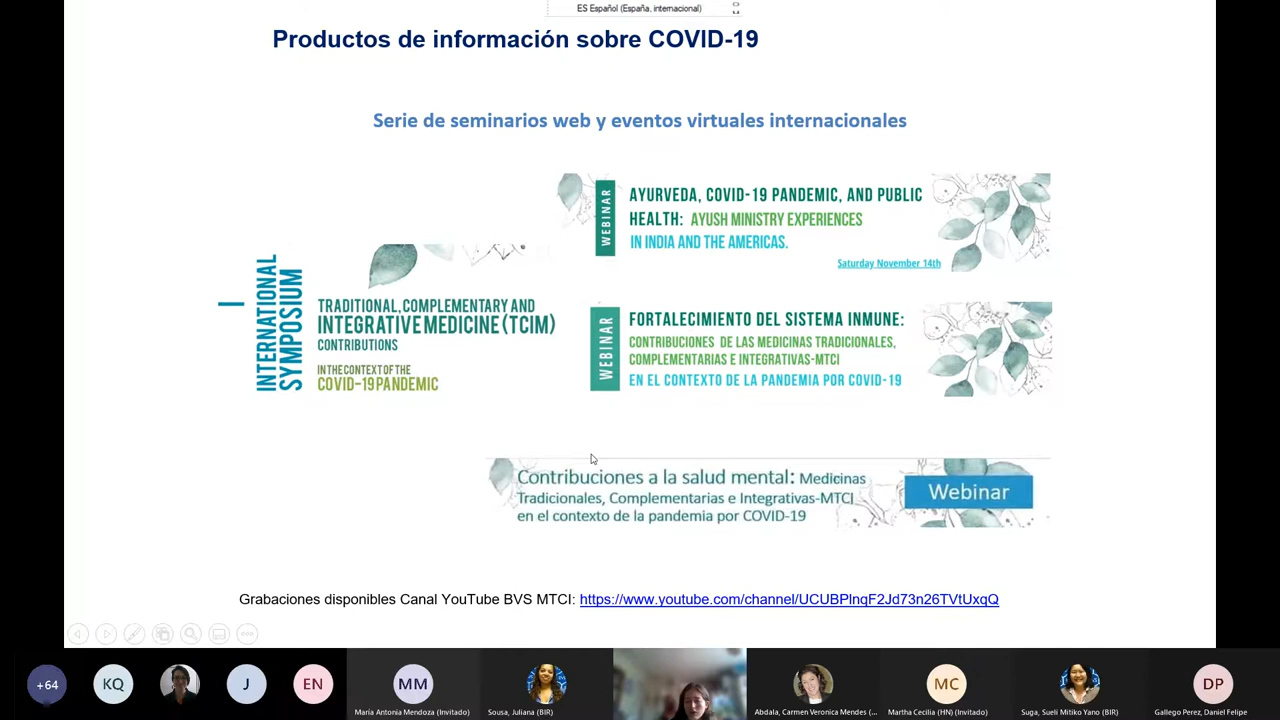 ES Español (España, internacional)
Productos de información sobre COVID-19
Serie de seminarios web y eventos virtuales internacionales
I INTERNATIONAL
SYMPOSIUM
TRADITIONAL, COMPLEMENTARY AND
INTEGRATIVE MEDICINE (TCIM)
CONTRIBUTIONS
IN THE CONTEXT OF THE
COVID-19 PANDEMIC
WEBINAR
AYURVEDA, COVID-19 PANDEMIC, AND PUBLIC
HEALTH: AYUSH MINISTRY EXPERIENCES
IN INDIA AND THE AMERICAS.
Saturday November 14th
WEBINAR
FORTALECIMIENTO DEL SISTEMA INMUNE:
CONTRIBUCIONES DE LAS MEDICINAS TRADICIONALES,
COMPLEMENTARIAS E INTEGRATIVAS-MTCI
EN EL CONTEXTO DE LA PANDEMIA POR COVID-19
Contribuciones a la salud mental: Medicinas
Tradicionales, Complementarias e Integrativas-MTCI
en el contexto de la pandemia por COVID-19
Webinar
Grabaciones disponibles Canal YouTube BVS MTCI: https://www.youtube.com/channel/UCUBPlnqF2Jd73n26TVtUxqQ
+64
KQ
J
EN
MM
MC
DP
María Antonia Mendoza (Invitado)
Sousa, Juliana (BIR)
Abdala, Carmen Veronica Mendes (...
Martha Cecilia (HN) (Invitado)
Suga, Sueli Mitiko Yano (BIR)
Gallego Perez, Daniel Felipe